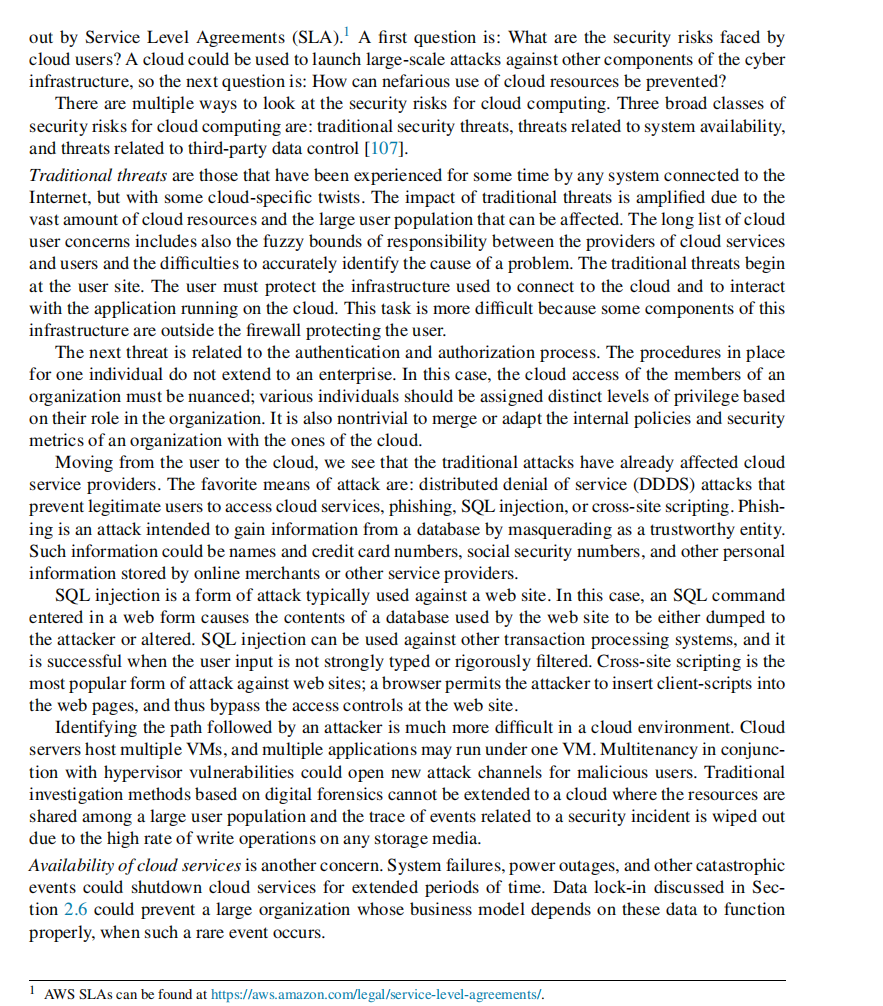 out by Service Level Agreements (SLA).1 A first question is: What are the security risks faced by
cloud users? A cloud could be used to launch large-scale attacks against other components of the cyber
infrastructure, so the next question is: How can nefarious use of cloud resources be prevented?
There are multiple ways to look at the security risks for cloud computing. Three broad classes of
security risks for cloud computing are: traditional security threats, threats related to system availability,
and threats related to third-party data control [107].
Traditional threats are those that have been experienced for some time by any system connected to the
Internet, but with some cloud-specific twists. The impact of traditional threats is amplified due to the
vast amount of cloud resources and the large user population that can be affected. The long list of cloud
user concerns includes also the fuzzy bounds of responsibility between the providers of cloud services
and users and the difficulties to accurately identify the cause of a problem. The traditional threats begin
at the user site. The user must protect the infrastructure used to connect to the cloud and to interact
with the application running on the cloud. This task is more difficult because some components of this
infrastructure are outside the firewall protecting the user.
The next threat is related to the authentication and authorization process. The procedures in place
for one individual do not extend to an enterprise. In this case, the cloud access of the members of an
organization must be nuanced; various individuals should be assigned distinct levels of privilege based
on their role in the organization. It is also nontrivial to merge or adapt the internal policies and security
metrics of an organization with the ones of the cloud.
Moving from the user to the cloud, we see that the traditional attacks have already affected cloud
service providers. The favorite means of attack are: distributed denial of service (DDDS) attacks that
prevent legitimate users to access cloud services, phishing, SQL injection, or cross-site scripting. Phish-
ing is an attack intended to gain information from a database by masquerading as a trustworthy entity.
Such information could be names and credit card numbers, social security numbers, and other personal
information stored by online merchants or other service providers.
SQL injection is a form of attack typically used against a web site. In this case, an SQL command
entered in a web form causes the contents of a database used by the web site to be either dumped to
the attacker or altered. SQL injection can be used against other transaction processing systems, and it
is successful when the user input is not strongly typed or rigorously filtered. Cross-site scripting is the
most popular form of attack against web sites; a browser permits the attacker to insert client-scripts into
the web pages, and thus bypass the access controls at the web site.
Identifying the path followed by an attacker is much more difficult in a cloud environment. Cloud
servers host multiple VMs, and multiple applications may run under one VM. Multitenancy in conjunc-
tion with hypervisor vulnerabilities could open new attack channels for malicious users. Traditional
investigation methods based on digital forensics cannot be extended to a cloud where the resources are
shared among a large user population and the trace of events related to a security incident is wiped out
due to the high rate of write operations on any storage media.
Availability of cloud services is another concern. System failures, power outages, and other catastrophic
events could shutdown cloud services for extended periods of time. Data lock-in discussed in Sec-
tion 2.6 could prevent a large organization whose business model depends on these data to function
properly, when such a rare event occurs.
1 AWS SLAs can be found at https://aws.amazon.com/legal/service-level-agreements/.